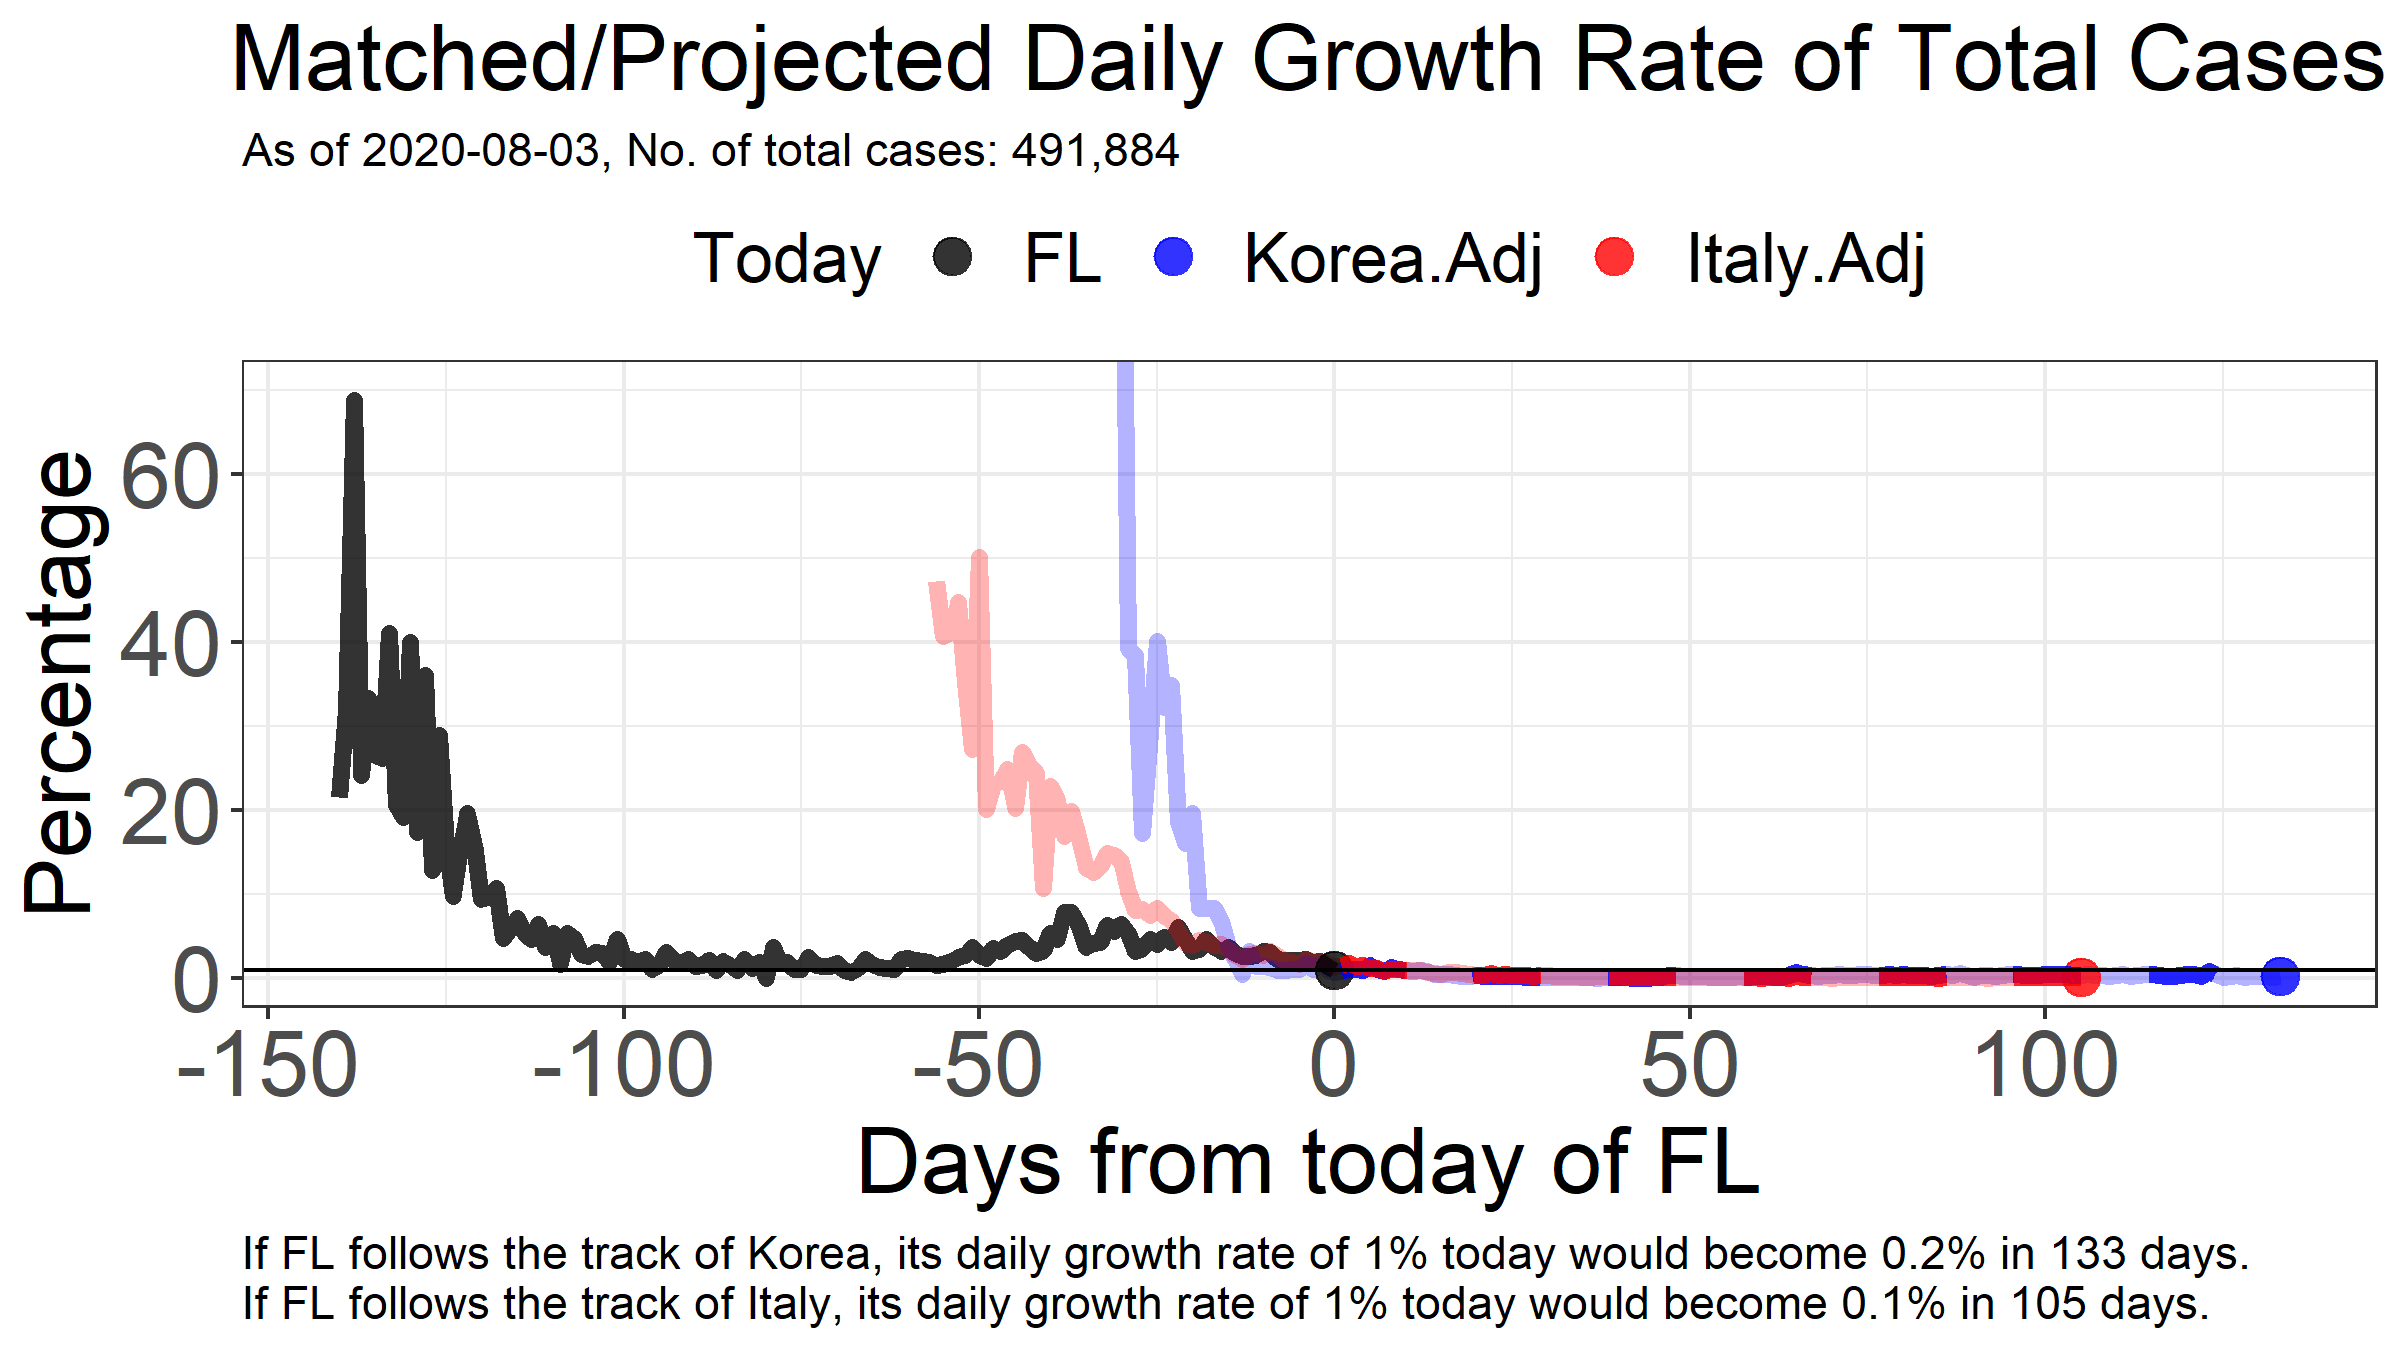 Matched/Projected Daily Growth Rate of Total Cases
As of 2020-08-03, No. of total cases: 491,884
Today FL Korea.Adj Italy.Adj
Percentage
60
40
20
0
-150 -100 -50 0 50 100
Days from today of FL
If FL follows the track of Korea, its daily growth rate of 1% today would become 0.2% in 133 days.
If FL follows the track of Italy, its daily growth rate of 1% today would become 0.1% in 105 days.